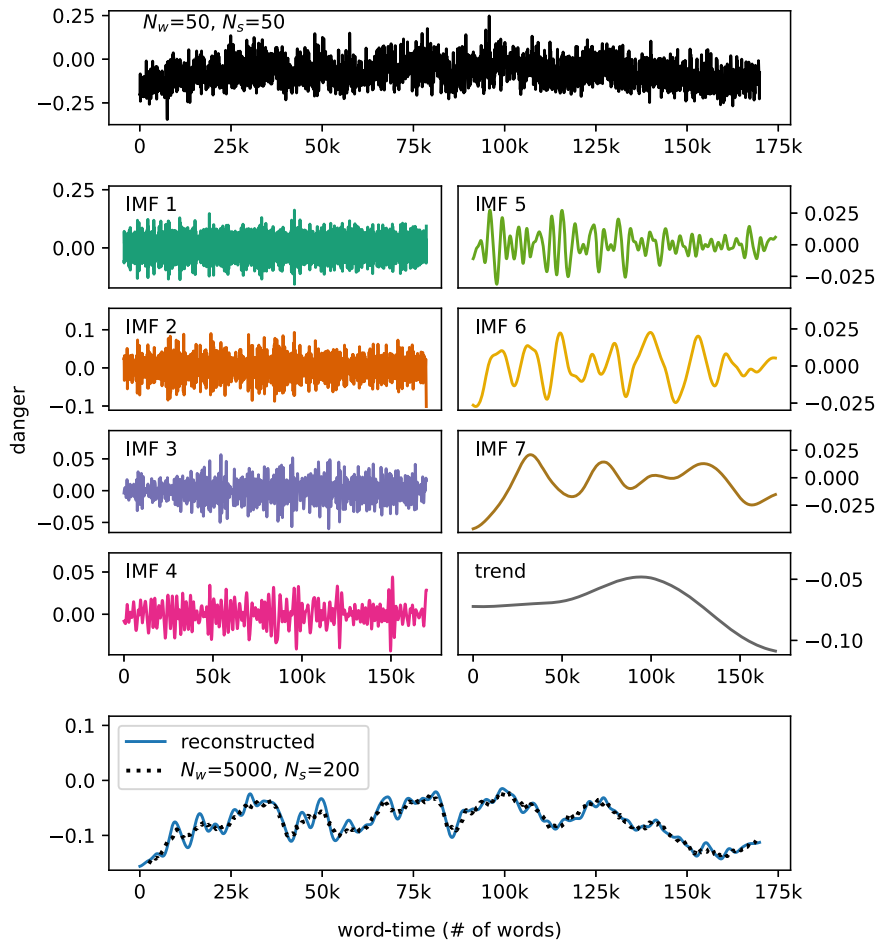 N_w=50, N_s=50
0.25
0.00
−0.25
0 25k 50k 75k 100k 125k 150k 175k
danger
IMF 1
0.25
0.00
IMF 5
0.025
0.000
−0.025
IMF 2
0.1
0.0
−0.1
IMF 6
0.025
0.000
−0.025
IMF 3
0.05
0.00
−0.05
IMF 7
0.025
0.000
−0.025
IMF 4
0.05
0.00
0 50k 100k 150k
trend
−0.05
−0.10
0 50k 100k 150k
0.1
0.0
−0.1
reconstructed
N_w=5000, N_s=200
0 25k 50k 75k 100k 125k 150k 175k
word-time (# of words)